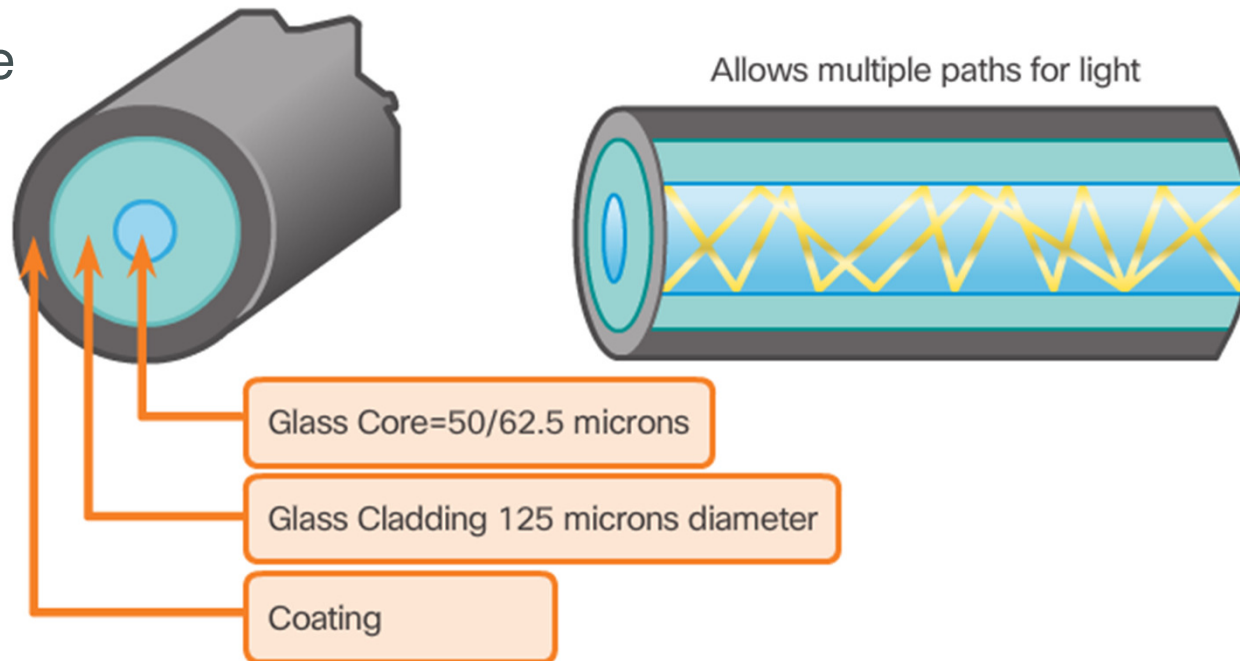 e
Allows multiple paths for light
Glass Core=50/62.5 microns
Glass Cladding 125 microns diameter
Coating